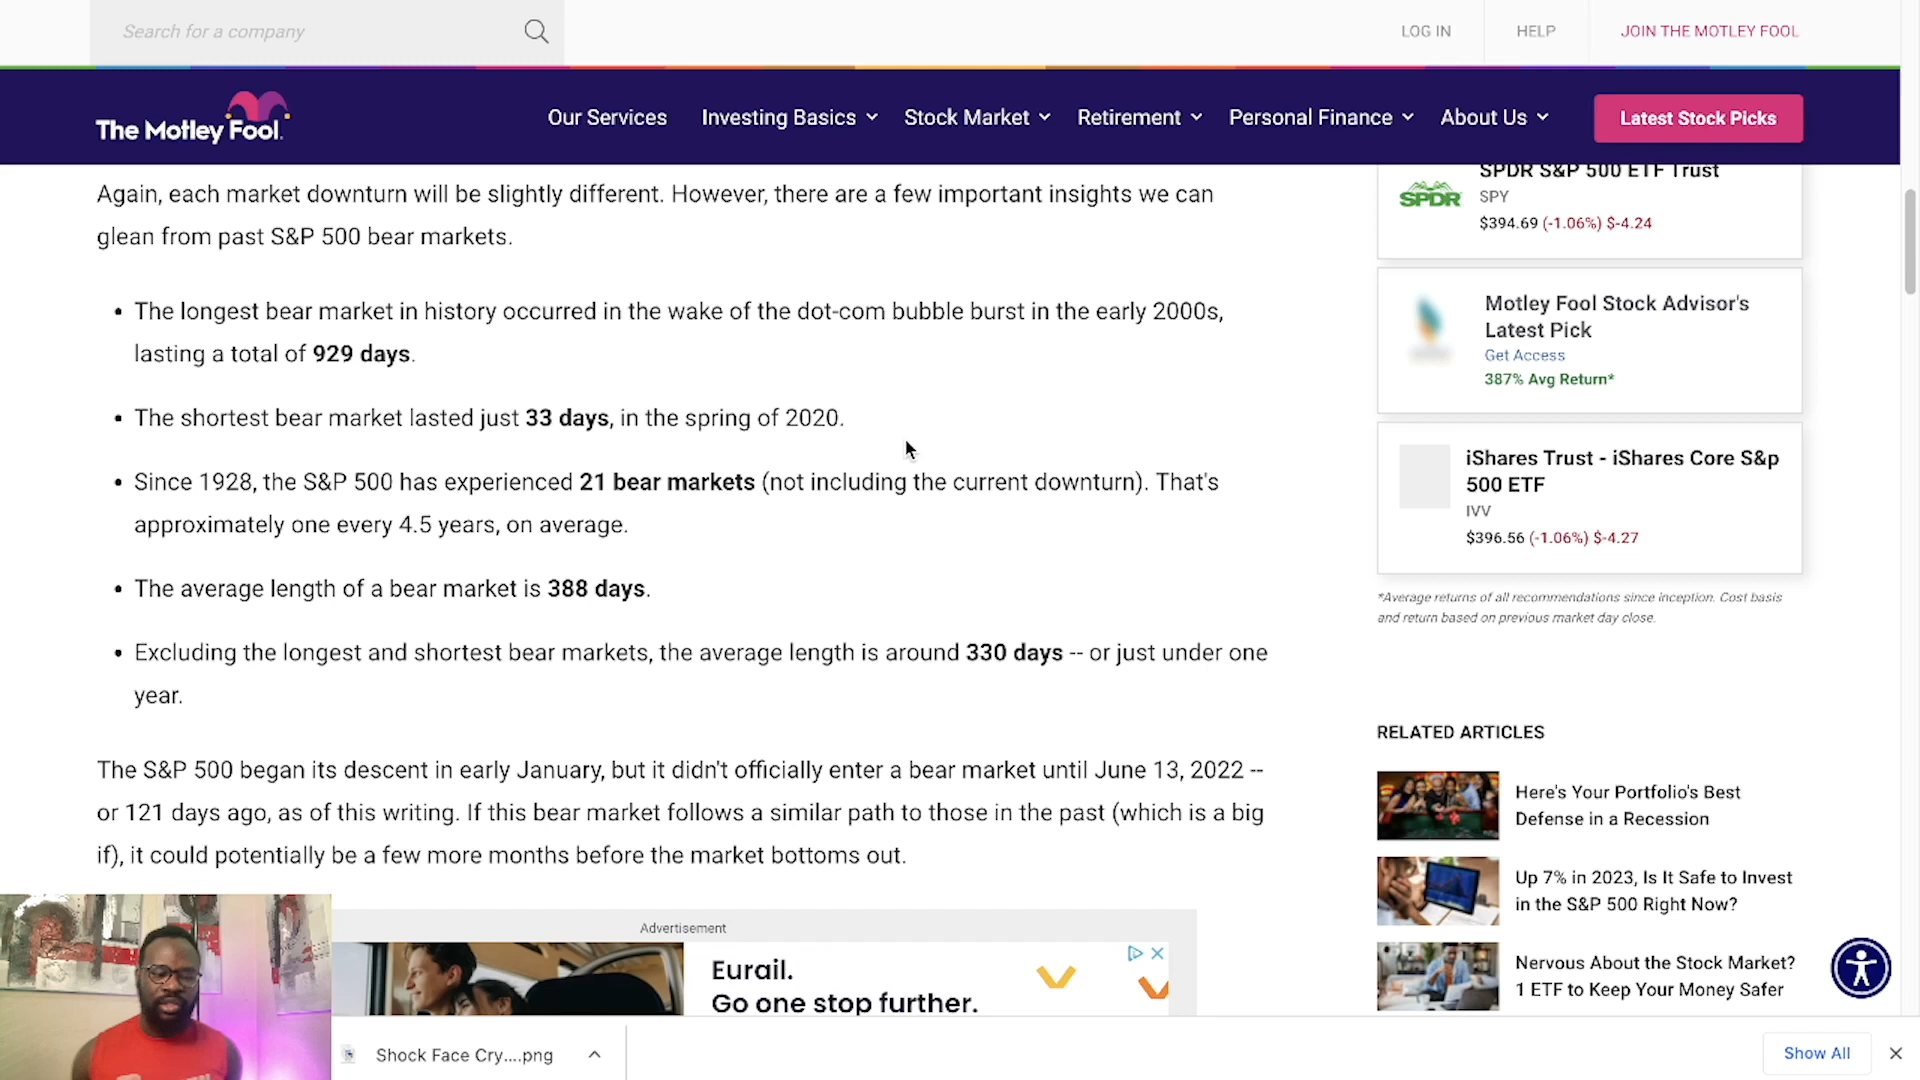 Search for a company
LOG IN
HELP
JOIN THE MOTLEY FOOL
The Motley Fool.
Our Services
Investing Basics
Stock Market
Retirement
Personal Finance
About Us
Latest Stock Picks
Again, each market downturn will be slightly different. However, there are a few important insights we can
glean from past S&P 500 bear markets.
• The longest bear market in history occurred in the wake of the dot-com bubble burst in the early 2000s,
lasting a total of 929 days.
• The shortest bear market lasted just 33 days, in the spring of 2020.
• Since 1928, the S&P 500 has experienced 21 bear markets (not including the current downturn). That's
approximately one every 4.5 years, on average.
• The average length of a bear market is 388 days.
• Excluding the longest and shortest bear markets, the average length is around 330 days -- or just under one
year.
The S&P 500 began its descent in early January, but it didn't officially enter a bear market until June 13, 2022 --
or 121 days ago, as of this writing. If this bear market follows a similar path to those in the past (which is a big
if), it could potentially be a few more months before the market bottoms out.
Advertisement
Eurail.
Go one stop further.
SPDR
SPDR S&P 500 ETF Trust
SPY
$394.69 (-1.06%) $-4.24
Motley Fool Stock Advisor's
Latest Pick
Get Access
387% Avg Return*
iShares Trust - iShares Core S&p
500 ETF
IVV
$396.56 (-1.06%) $-4.27
*Average returns of all recommendations since inception. Cost basis
and return based on previous market day close.
RELATED ARTICLES
Here's Your Portfolio's Best
Defense in a Recession
Up 7% in 2023, Is It Safe to Invest
in the S&P 500 Right Now?
Nervous About the Stock Market?
1 ETF to Keep Your Money Safer
Shock Face Cry....png
Show All